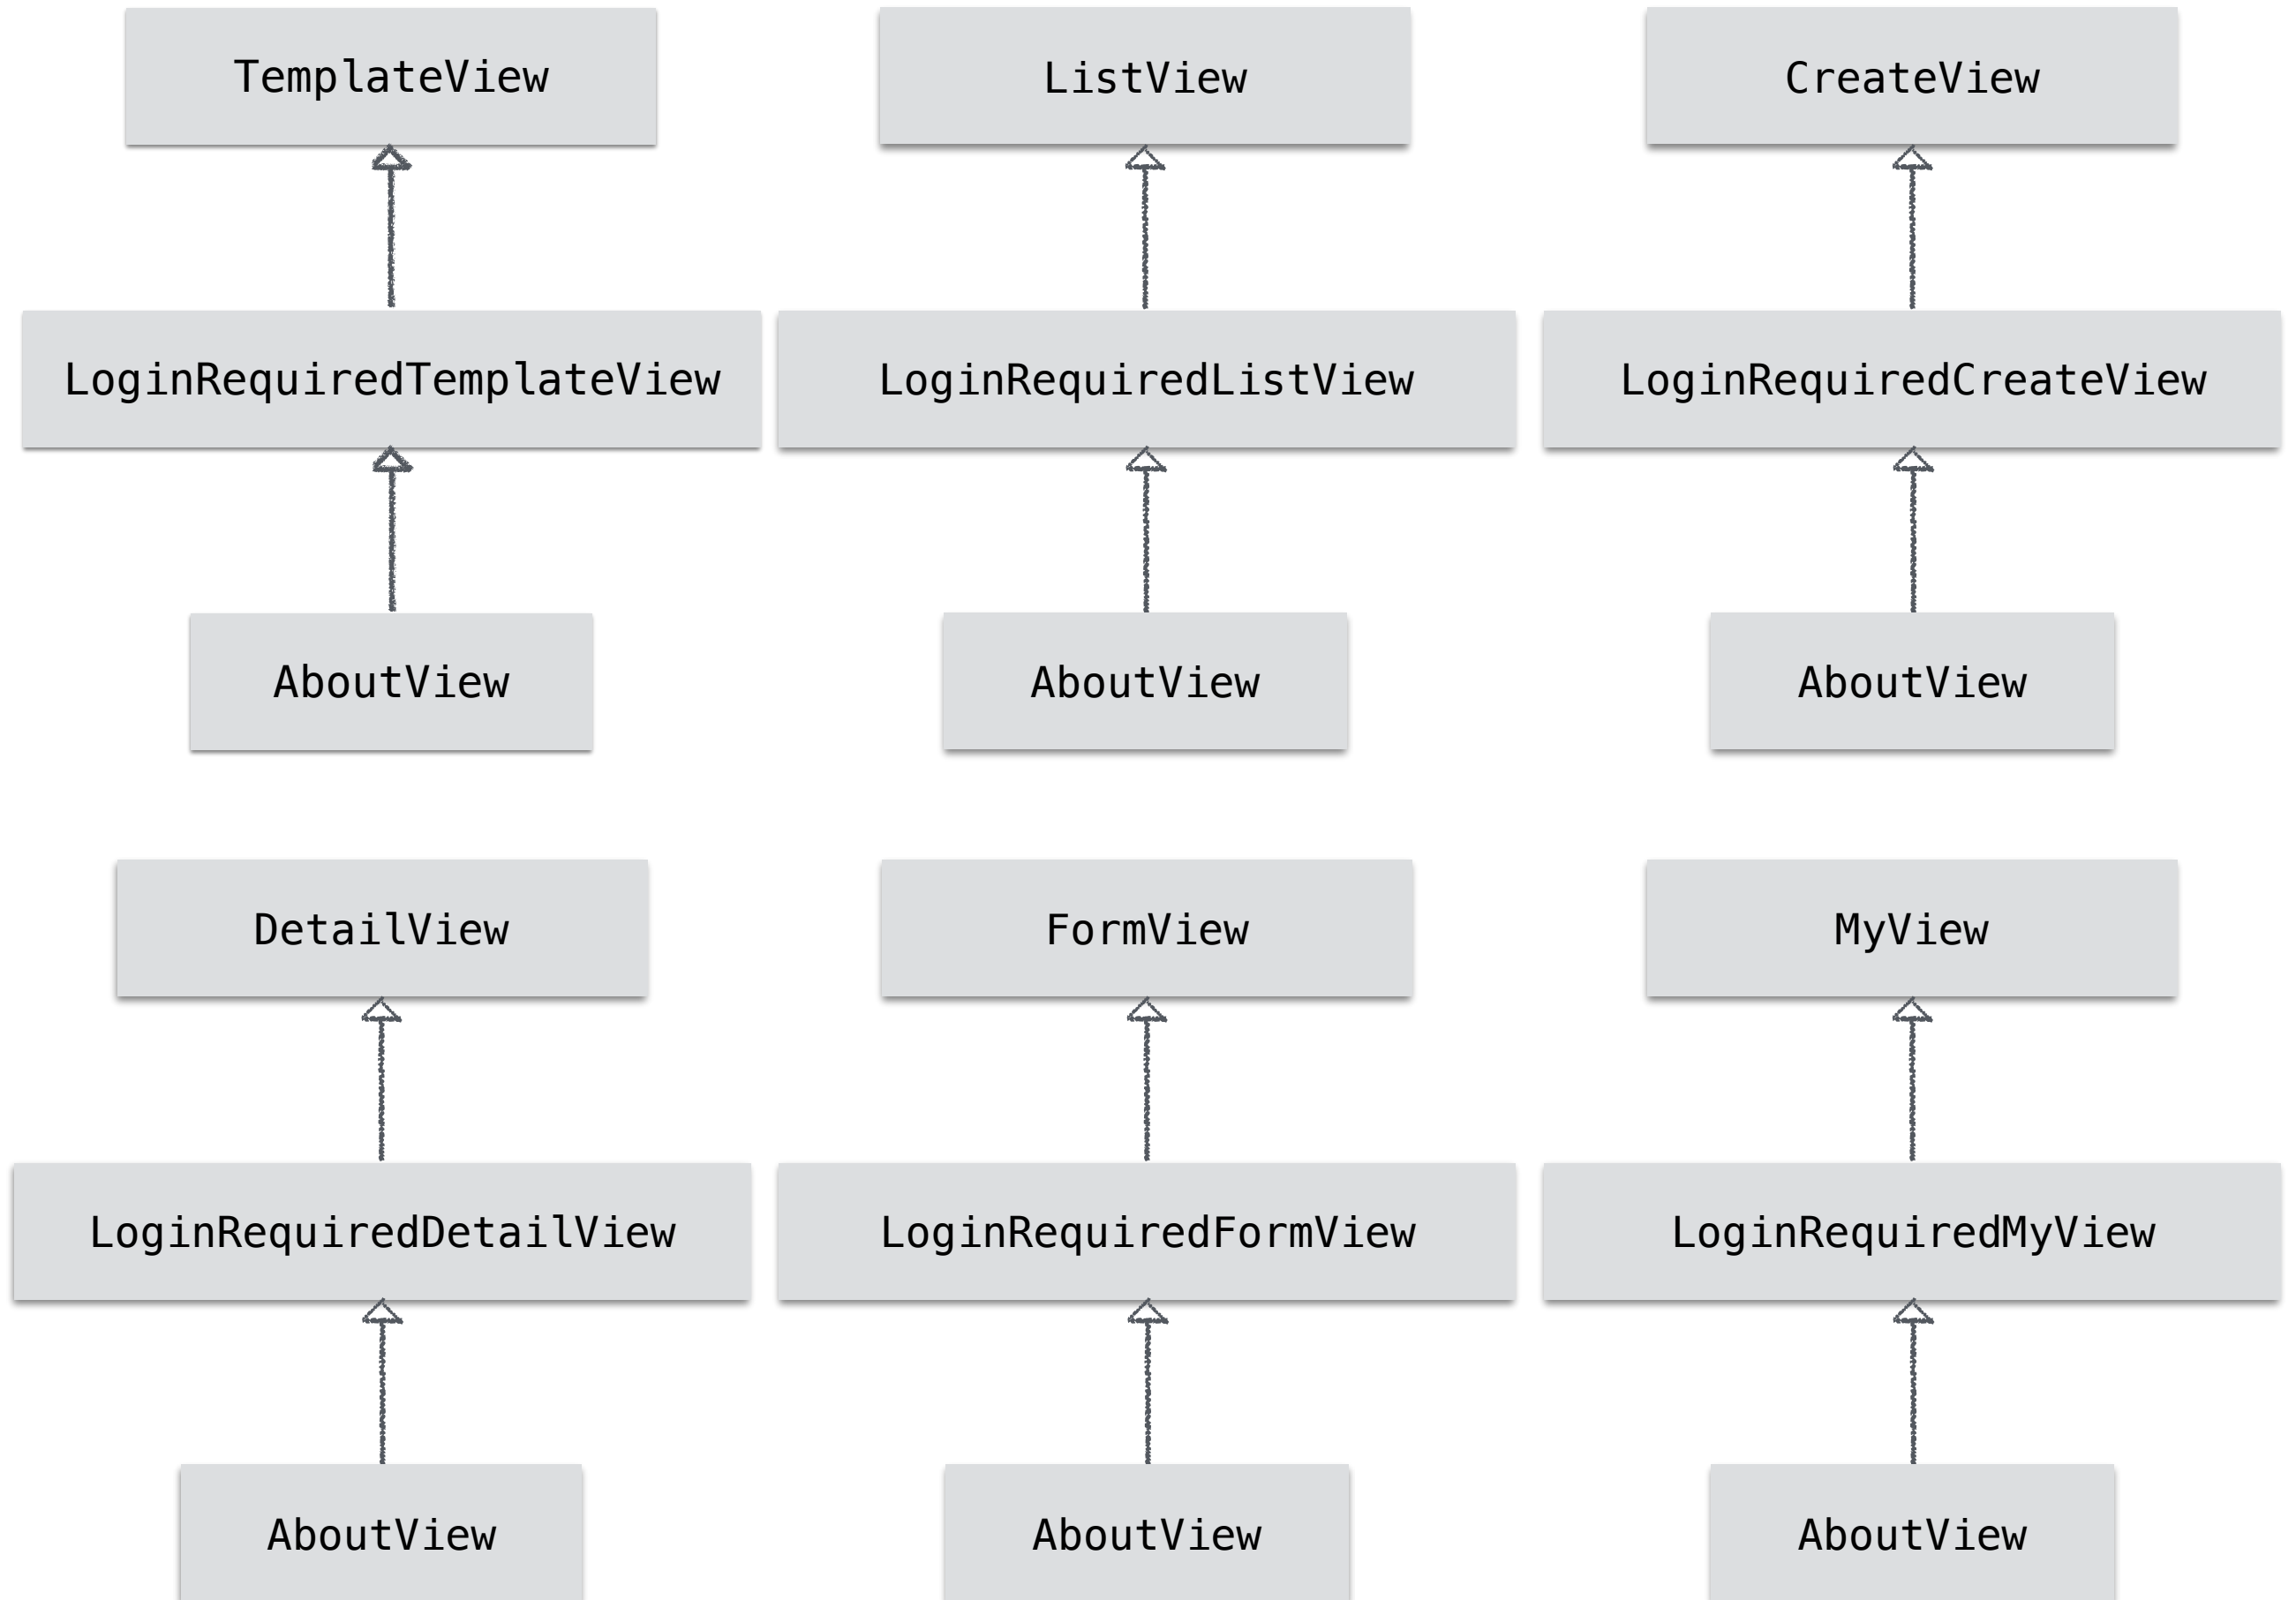 TemplateView
ListView
CreateView
LoginRequiredTemplateView
LoginRequiredListView
LoginRequiredCreateView
AboutView
AboutView
AboutView
DetailView
FormView
MyView
LoginRequiredDetailView
LoginRequiredFormView
LoginRequiredMyView
AboutView
AboutView
AboutView